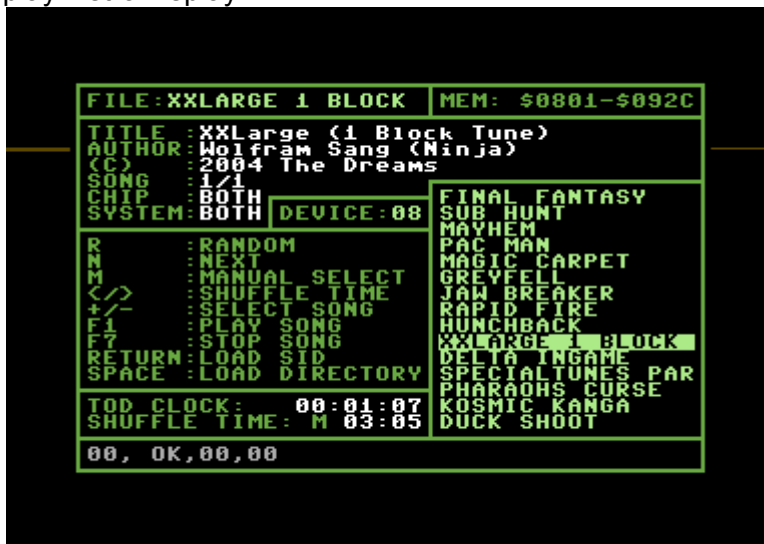 FILE:XXLARGE 1 BLOCK
MEM: $0801-$092C
TITLE :XXLarge (1 Block Tune)
AUTHOR:Wolfram Sang (Ninja)
(C) :2004 The Dreams
SONG :1/1
CHIP :BOTH
SYSTEM:BOTH
DEVICE:08
R :RANDOM
N :NEXT
M :MANUAL SELECT
</> :SHUFFLE TIME
+/- :SELECT SONG
F1 :PLAY SONG
F7 :STOP SONG
RETURN:LOAD SID
SPACE :LOAD DIRECTORY
TOD CLOCK: 00:01:07
SHUFFLE TIME: M 03:05
FINAL FANTASY
SUB HUNT
MAYHEM
PAC MAN
MAGIC CARPET
GREYFELL
JAW BREAKER
RAPID FIRE
HUNCHBACK
XXLARGE 1 BLOCK
DELTA INGAME
SPECIALTUNES PAR
PHARAOHS CURSE
KOSMIC KANGA
DUCK SHOOT
00, OK,00,00